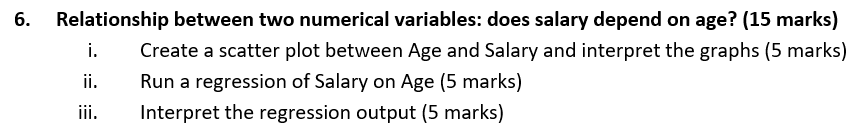 6. Relationship between two numerical variables: does salary depend on age? (15 marks)
i. Create a scatter plot between Age and Salary and interpret the graphs (5 marks)
ii. Run a regression of Salary on Age (5 marks)
iii. Interpret the regression output (5 marks)